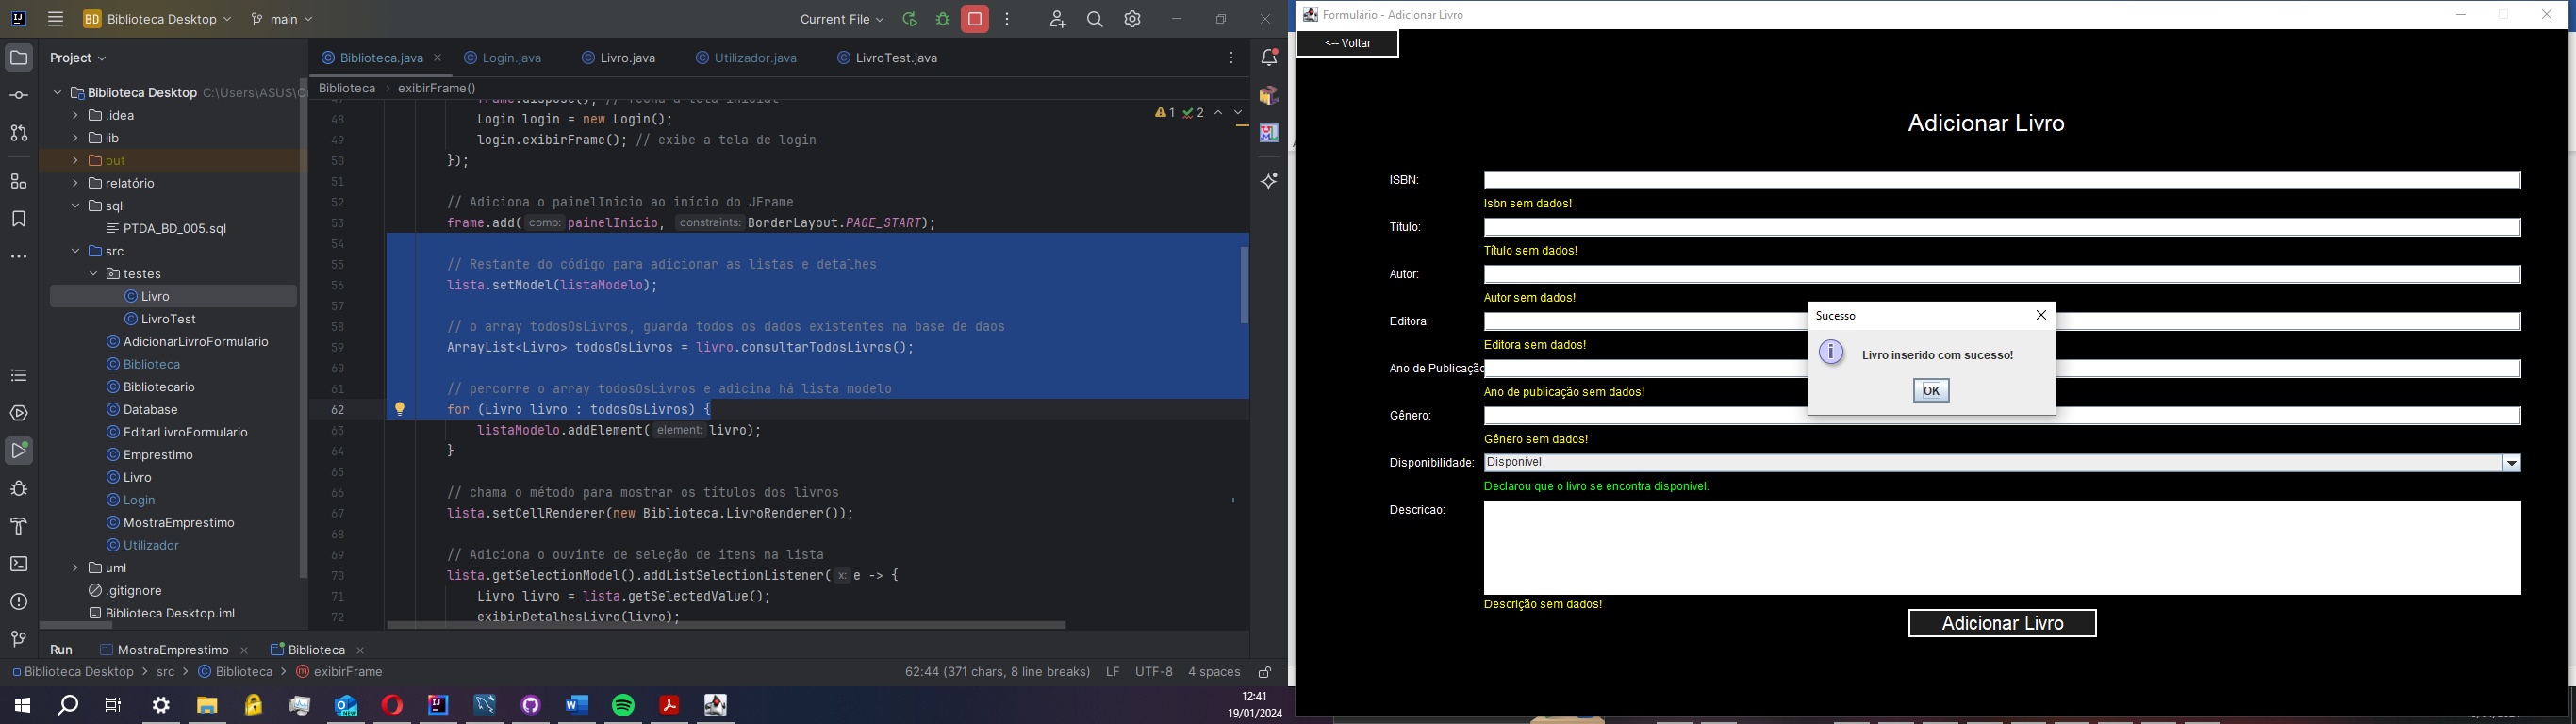 BD Biblioteca Desktop main Current File
Project
Biblioteca.java Login.java Livro.java Utilizador.java LivroTest.java
Biblioteca Desktop C:\Users\ASUS\O
.idea
lib
out
relatório
sql
PTDA_BD_005.sql
src
testes
Livro
LivroTest
AdicionarLivroFormulario
Biblioteca
Bibliotecario
Database
EditarLivroFormulario
Emprestimo
Livro
Login
MostraEmprestimo
Utilizador
uml
.gitignore
Biblioteca Desktop.iml
Biblioteca > exibirFrame()
1 2
48 Login login = new Login();
49 login.exibirFrame(); // exibe a tela de login
50 });
51
52 // Adiciona o painelInicio ao início do JFrame
53 frame.add( comp: painelInicio, constraints: BorderLayout.PAGE_START);
54
55 // Restante do código para adicionar as listas e detalhes
56 lista.setModel(listaModelo);
57
58 // o array todosOsLivros, guarda todos os dados existentes na base de daos
59 ArrayList<Livro> todosOsLivros = livro.consultarTodosLivros();
60
61 // percorre o array todosOsLivros e adicina há lista modelo
62 for (Livro livro : todosOsLivros) {
63 listaModelo.addElement( element: livro);
64 }
65
66 // chama o método para mostrar os títulos dos livros
67 lista.setCellRenderer(new Biblioteca.LivroRenderer());
68
69 // Adiciona o ouvinte de seleção de itens na lista
70 lista.getSelectionModel().addListSelectionListener( x: e -> {
71 Livro livro = lista.getSelectedValue();
72 exibirDetalhesLivro(livro);
Run MostraEmprestimo Biblioteca
Biblioteca Desktop > src > Biblioteca > exibirFrame 62:44 (371 chars, 8 line breaks) LF UTF-8 4 spaces
12:41
19/01/2024
Formulário - Adicionar Livro
<-- Voltar
Adicionar Livro
ISBN:
Isbn sem dados!
Título:
Título sem dados!
Autor:
Autor sem dados!
Editora:
Editora sem dados!
Ano de Publicação
Ano de publicação sem dados!
Gênero:
Gênero sem dados!
Disponibilidade: Disponível
Declarou que o livro se encontra disponivel.
Descricao:
Descrição sem dados!
Adicionar Livro
Sucesso
Livro inserido com sucesso!
OK